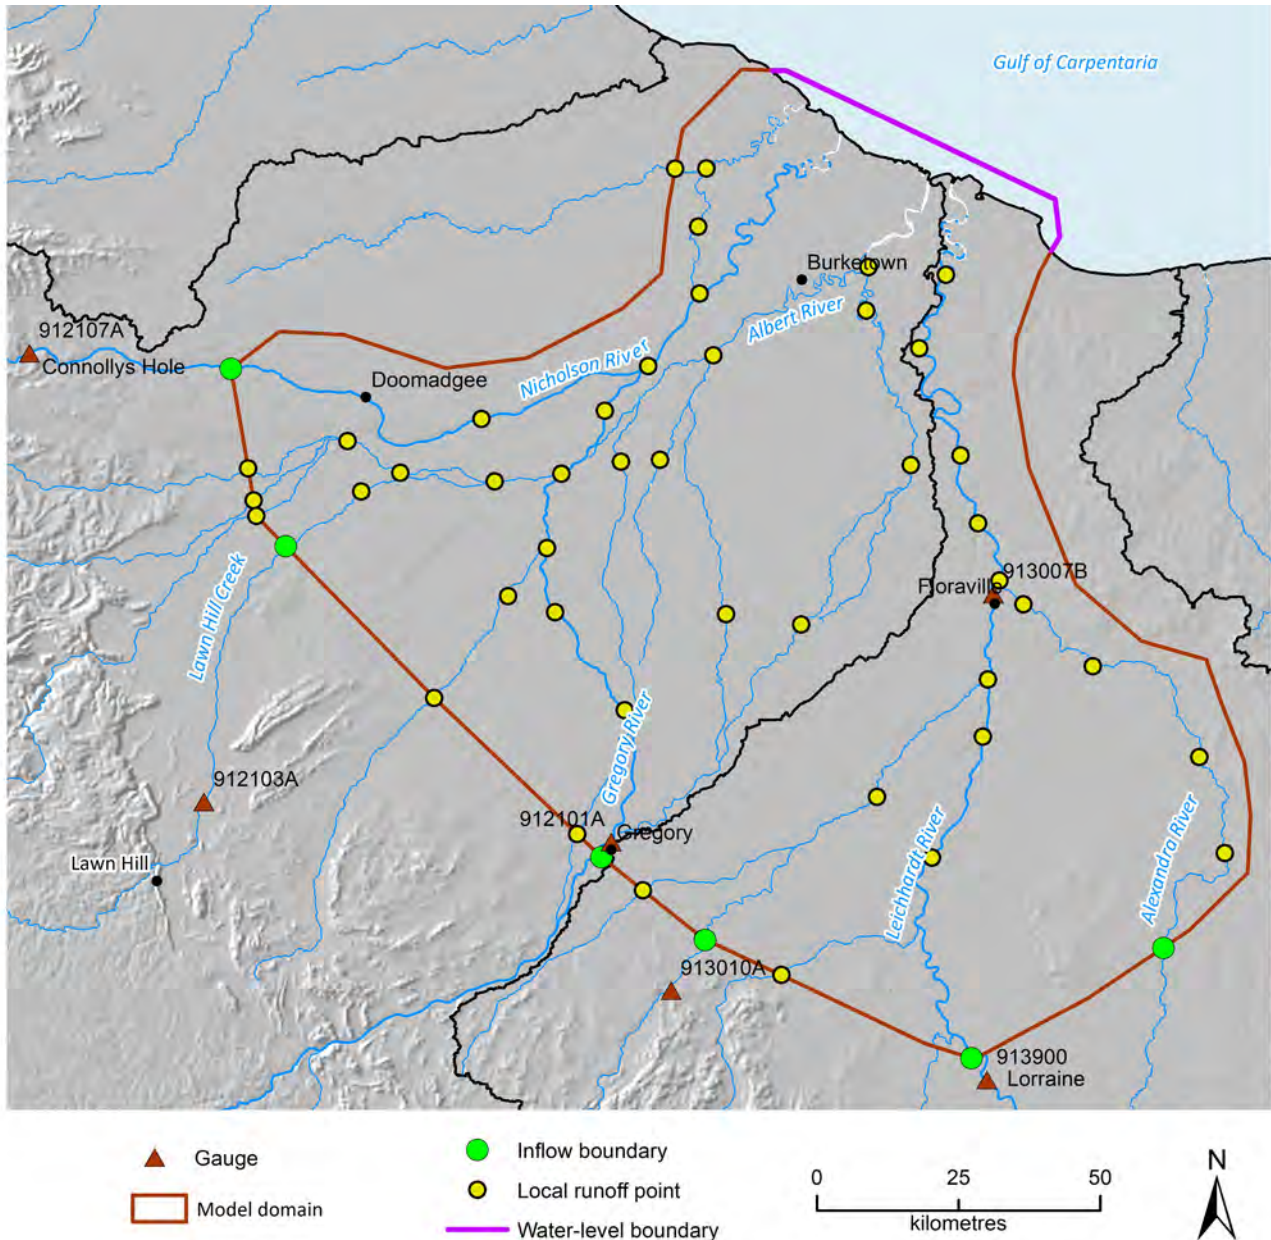 Gulf of Carpentaria
Burketown
Albert River
912107A
Connollys Hole
Nicholson River
Doomadgee
Lawn Hill Creek
913007B
Floraville
Gregory River
912103A
912101A
Gregory
Lawn Hill
Leichhardt River
Alexandra River
913010A
913900
Lorraine
Gauge
Model domain
Inflow boundary
Local runoff point
Water-level boundary
0 25 50
kilometres
N